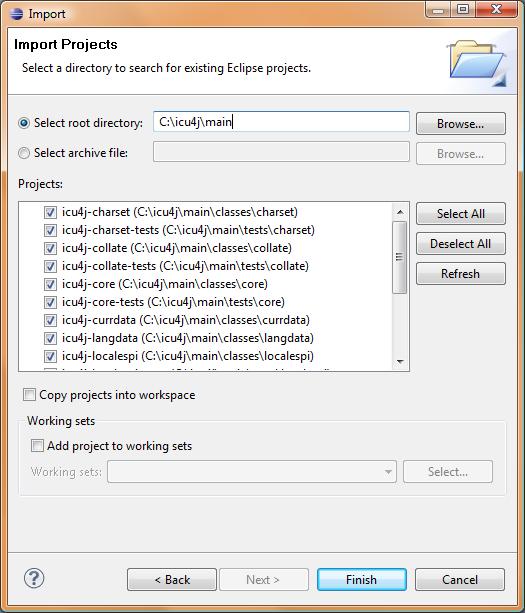 Import
Import Projects
Select a directory to search for existing Eclipse projects.
Select root directory: C:\icu4j\main Browse...
Select archive file: Browse...
Projects:
icu4j-charset (C:\icu4j\main\classes\charset) Select All
icu4j-charset-tests (C:\icu4j\main\tests\charset)
icu4j-collate (C:\icu4j\main\classes\collate) Deselect All
icu4j-collate-tests (C:\icu4j\main\tests\collate)
icu4j-core (C:\icu4j\main\classes\core) Refresh
icu4j-core-tests (C:\icu4j\main\tests\core)
icu4j-currdata (C:\icu4j\main\classes\currdata)
icu4j-langdata (C:\icu4j\main\classes\langdata)
icu4j-localespi (C:\icu4j\main\classes\localespi)
Copy projects into workspace
Working sets
Add project to working sets
Working sets: Select...
? < Back Next > Finish Cancel